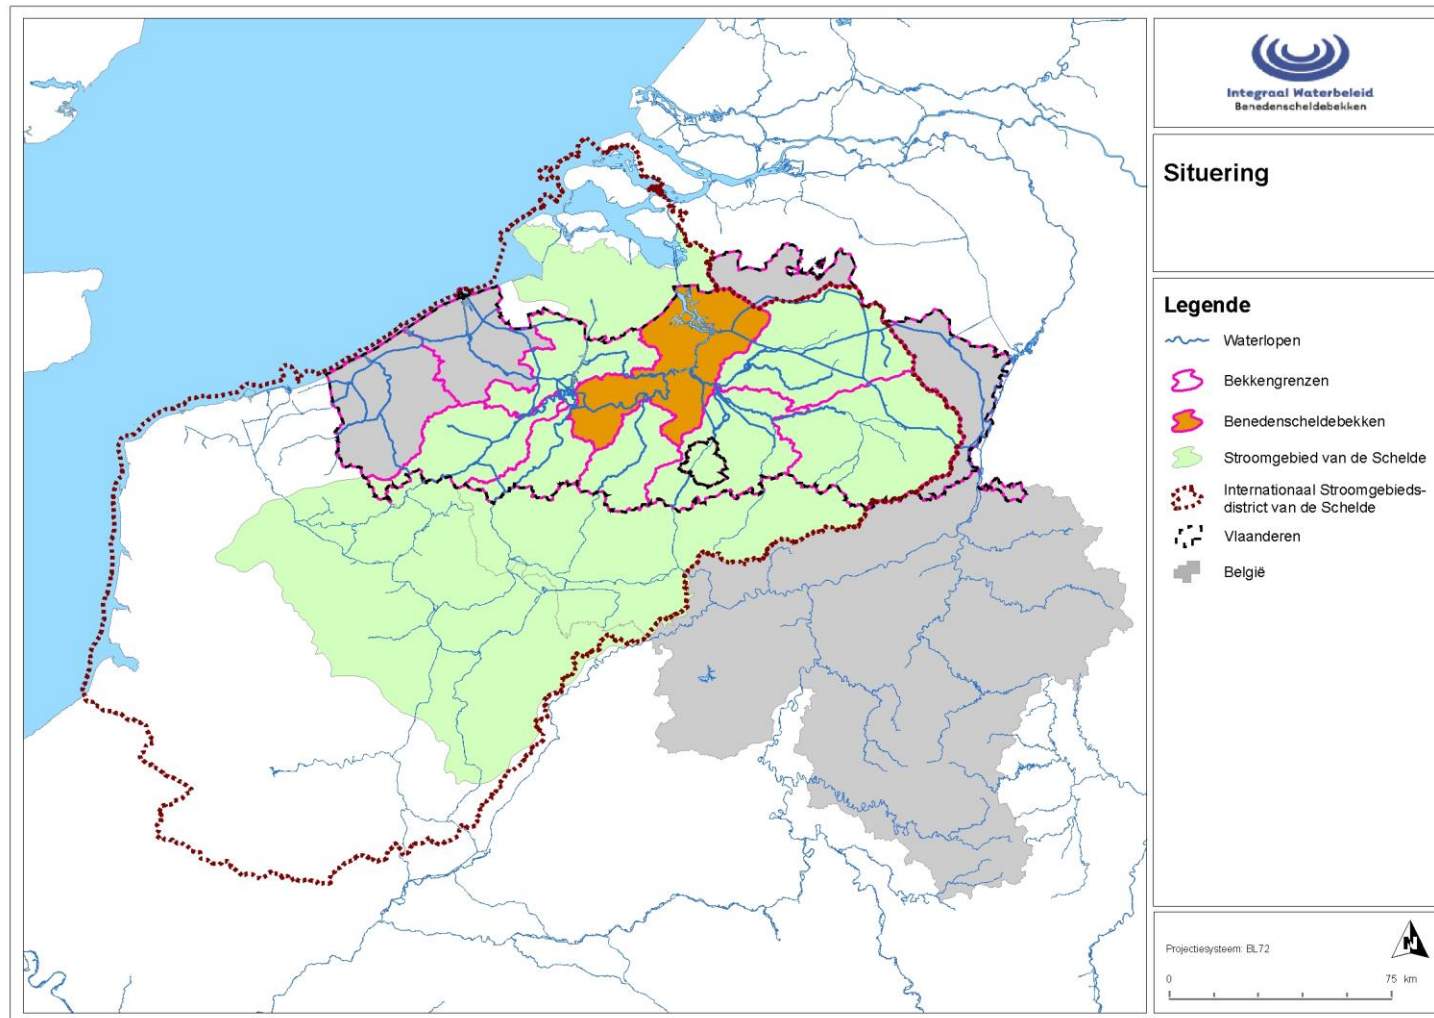 Integraal Waterbeleid
Benedenscheldebekken
Situering
Legende
Waterlopen
Bekkengrenzen
Benedenscheldebekken
Stroomgebied van de Schelde
Internationaal Stroomgebieds-
district van de Schelde
Vlaanderen
België
Projectiesysteem: BL72
N
0 75 km